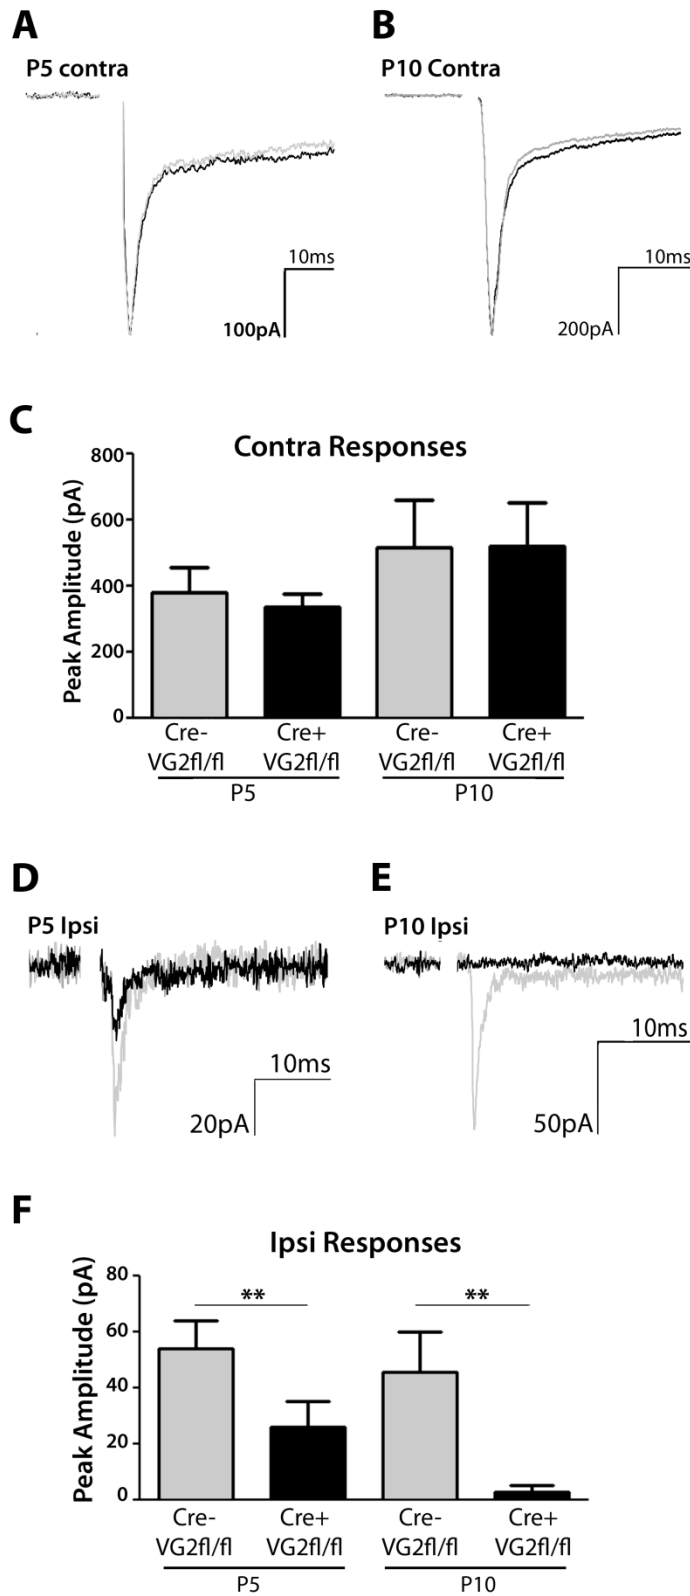 A
B
P5 contra
P10 Contra
10ms
10ms
100pA
200pA
C
Contra Responses
Peak Amplitude (pA)
800
600
400
200
0
Cre-
VG2fl/fl
Cre+
VG2fl/fl
Cre-
VG2fl/fl
Cre+
VG2fl/fl
P5
P10
D
E
P5 Ipsi
P10 Ipsi
10ms
10ms
20pA
50pA
F
Ipsi Responses
Peak Amplitude (pA)
80
60
40
20
0
**
**
Cre-
VG2fl/fl
Cre+
VG2fl/fl
Cre-
VG2fl/fl
Cre+
VG2fl/fl
P5
P10